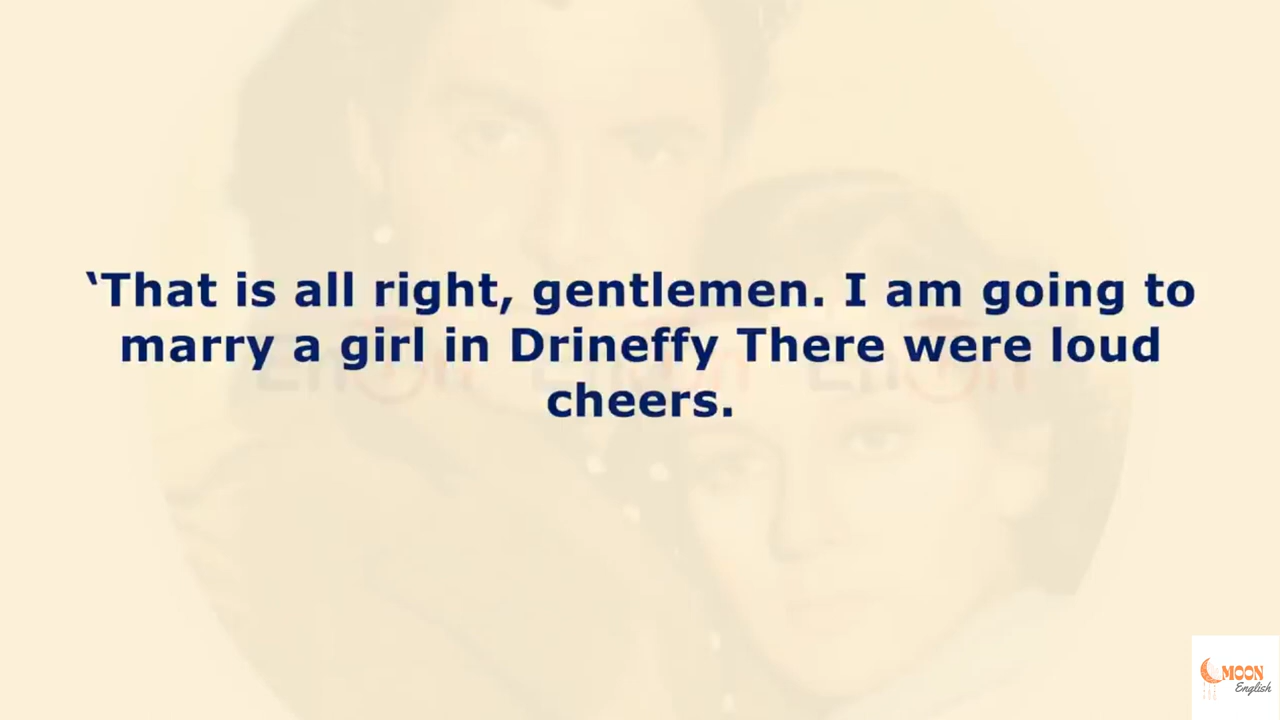 ‘That is all right, gentlemen. I am going to
marry a girl in Drineffy There were loud
cheers.
MOON
English